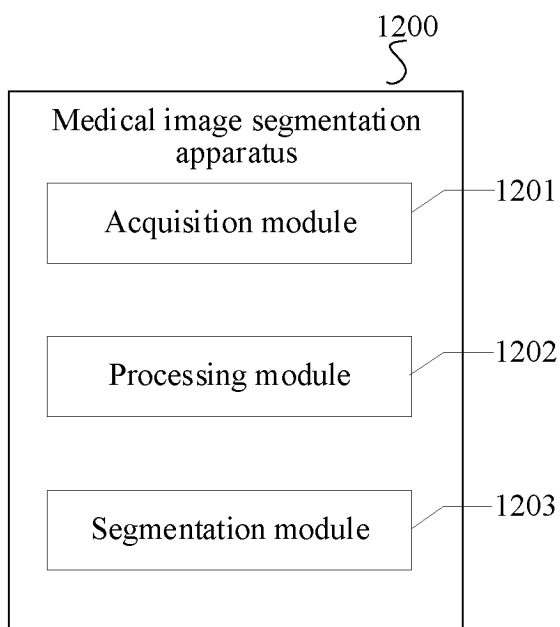 1200
Medical image segmentation
apparatus
Acquisition module
1201
Processing module
1202
Segmentation module
1203